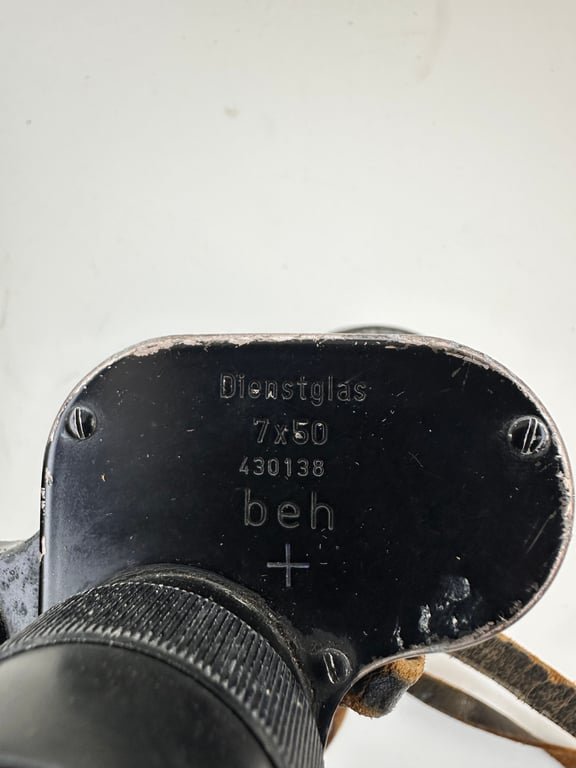 Dienstglas
7x50
430138
beh
+